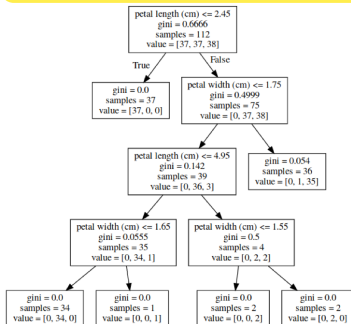 petal length (cm) <= 2.45
gini = 0.6666
samples = 112
value = [37, 37, 38]
True
False
gini = 0.0
samples = 37
value = [37, 0, 0]
petal width (cm) <= 1.75
gini = 0.4999
samples = 75
value = [0, 37, 38]
petal length (cm) <= 4.95
gini = 0.142
samples = 39
value = [0, 36, 3]
gini = 0.054
samples = 36
value = [0, 1, 35]
petal width (cm) <= 1.65
gini = 0.0555
samples = 35
value = [0, 34, 1]
petal width (cm) <= 1.55
gini = 0.5
samples = 4
value = [0, 2, 2]
gini = 0.0
samples = 34
value = [0, 34, 0]
gini = 0.0
samples = 1
value = [0, 0, 1]
gini = 0.0
samples = 2
value = [0, 0, 2]
gini = 0.0
samples = 2
value = [0, 2, 0]